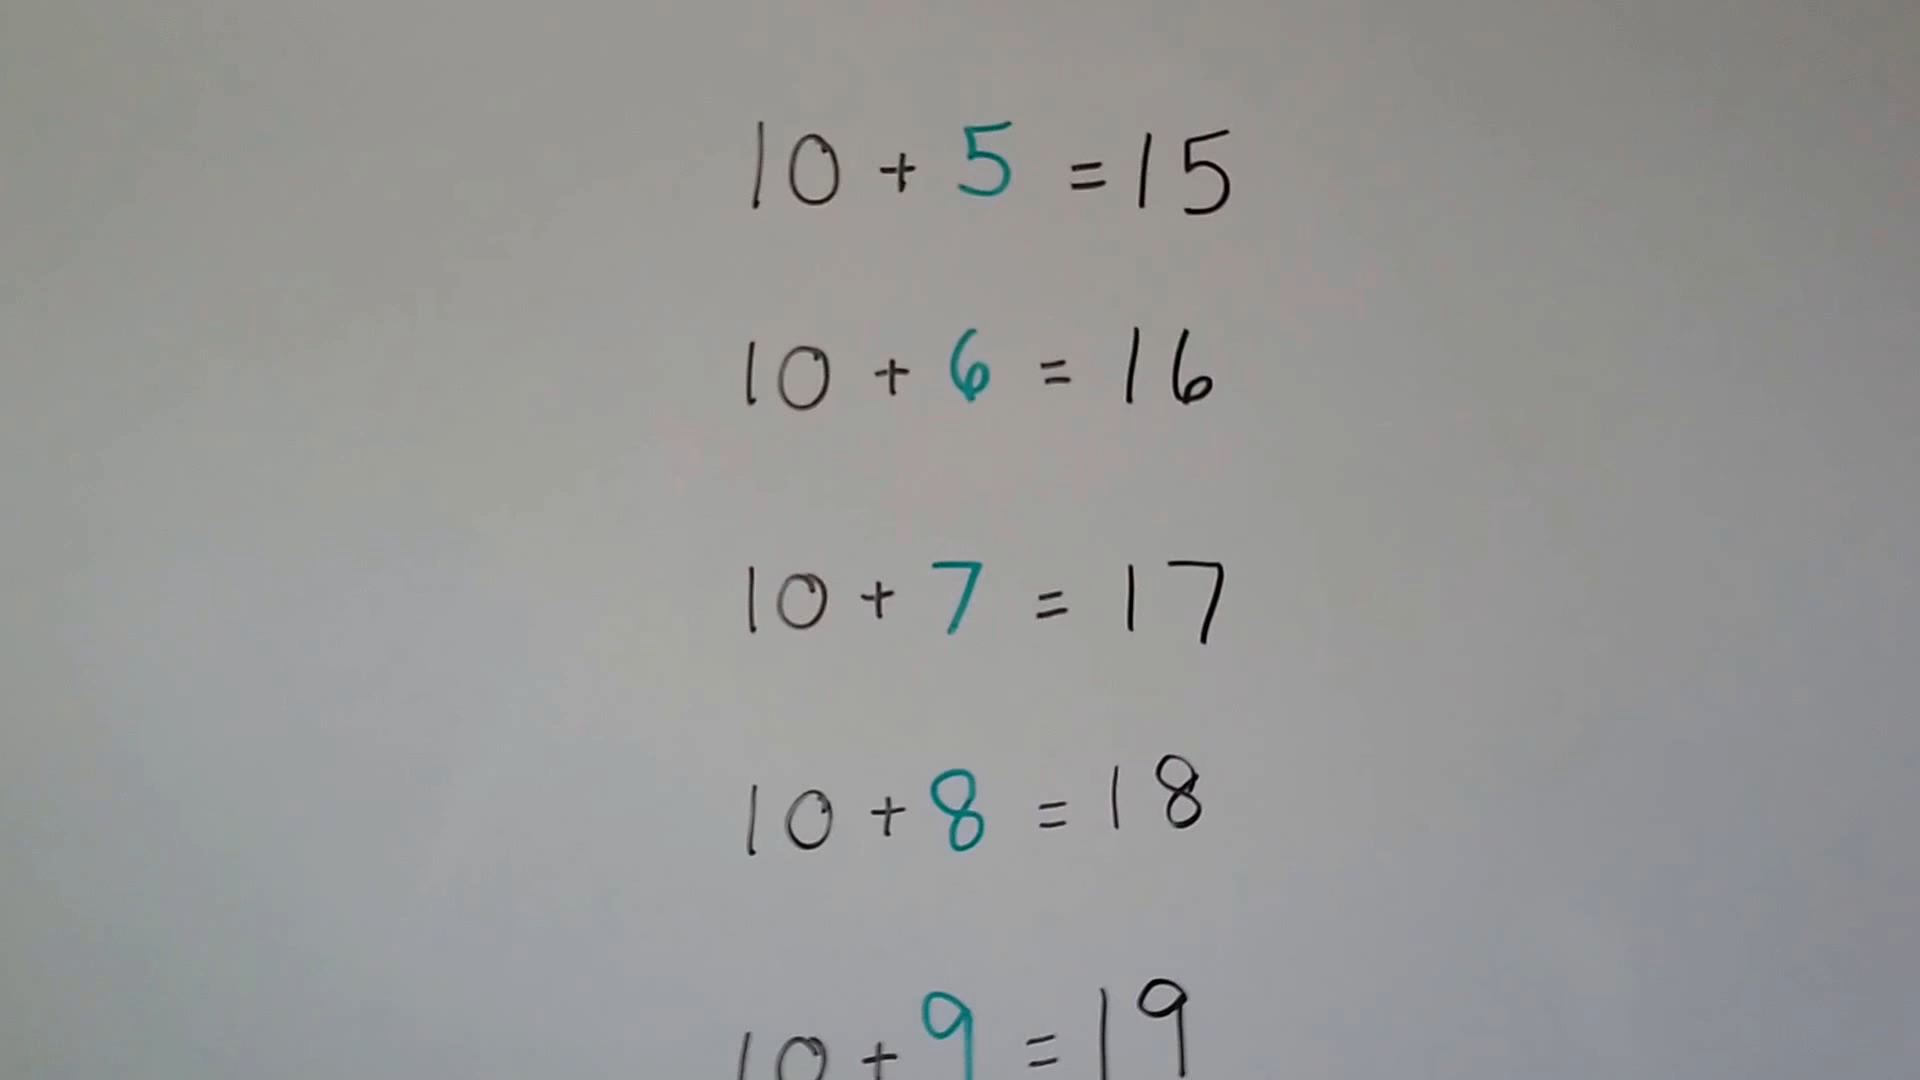 10 + 5 = 15
10 + 6 = 16
10 + 7 = 17
10 + 8 = 18
10 + 9 = 19